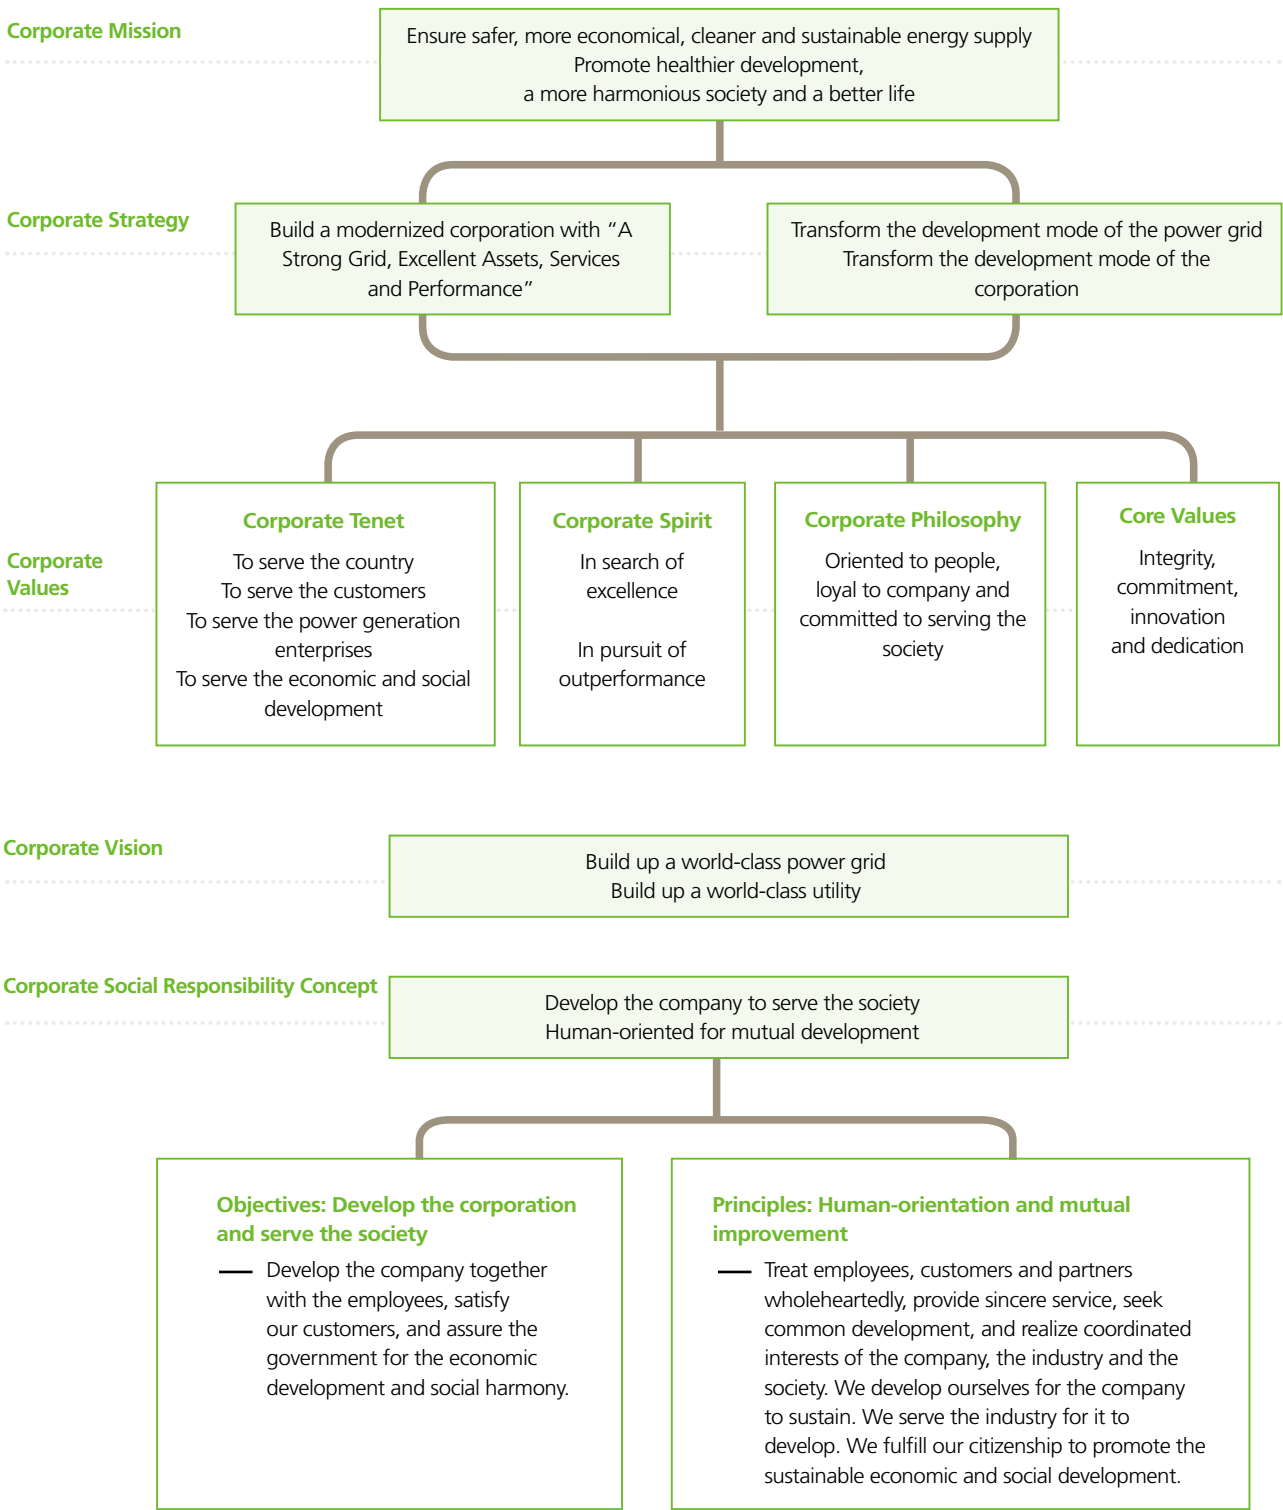 Corporate Mission
Ensure safer, more economical, cleaner and sustainable energy supply
Promote healthier development,
a more harmonious society and a better life
Corporate Strategy
Build a modernized corporation with “A
Strong Grid, Excellent Assets, Services
and Performance”
Transform the development mode of the power grid
Transform the development mode of the
corporation
Corporate
Values
Corporate Tenet
To serve the country
To serve the customers
To serve the power generation
enterprises
To serve the economic and social
development
Corporate Spirit
In search of
excellence
In pursuit of
outperformance
Corporate Philosophy
Oriented to people,
loyal to company and
committed to serving the
society
Core Values
Integrity,
commitment,
innovation
and dedication
Corporate Vision
Build up a world-class power grid
Build up a world-class utility
Corporate Social Responsibility Concept
Develop the company to serve the society
Human-oriented for mutual development
Objectives: Develop the corporation
and serve the society
— Develop the company together
with the employees, satisfy
our customers, and assure the
government for the economic
development and social harmony.
Principles: Human-orientation and mutual
improvement
— Treat employees, customers and partners
wholeheartedly, provide sincere service, seek
common development, and realize coordinated
interests of the company, the industry and the
society. We develop ourselves for the company
to sustain. We serve the industry for it to
develop. We fulfill our citizenship to promote the
sustainable economic and social development.